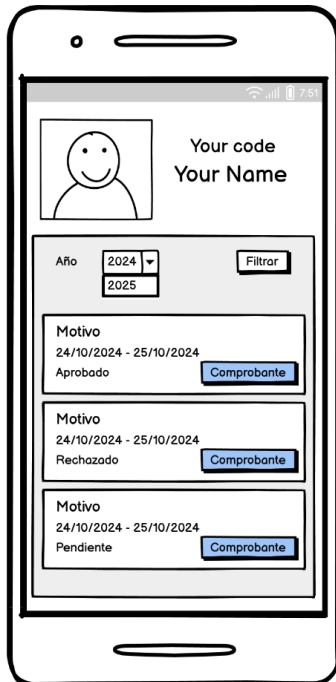 7:51
Your code
Your Name
Año 2024 Filtrar
2025
Motivo
24/10/2024 - 25/10/2024
Aprobado Comprobante
Motivo
24/10/2024 - 25/10/2024
Rechazado Comprobante
Motivo
24/10/2024 - 25/10/2024
Pendiente Comprobante